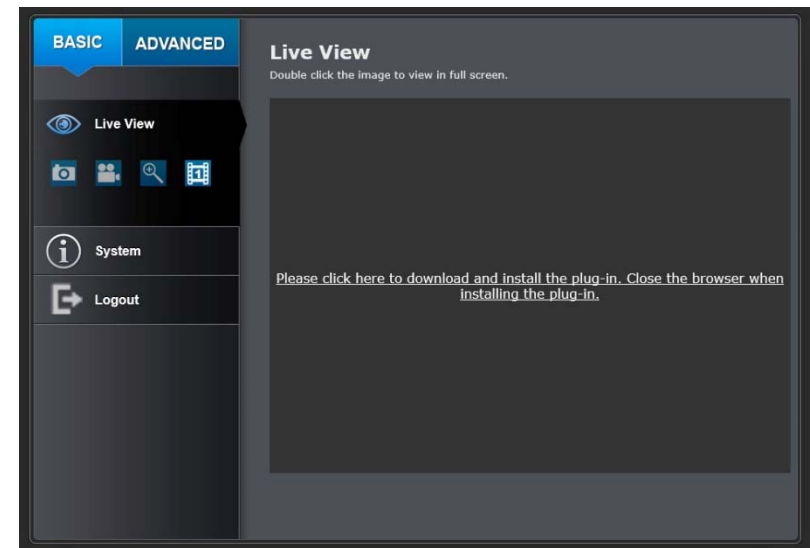 BASIC
ADVANCED
Live View
Double click the image to view in full screen.
Live View
1
System
Logout
Please click here to download and install the plug-in. Close the browser when
installing the plug-in.